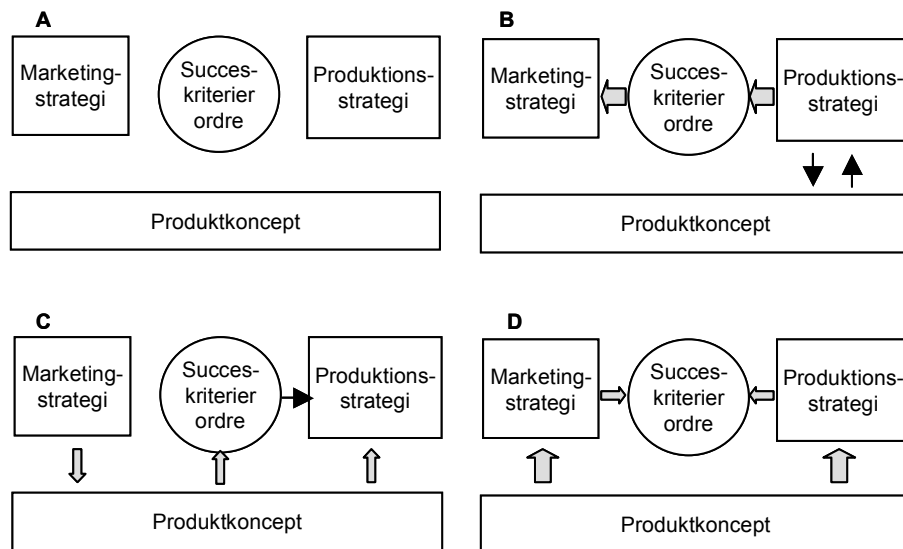 A
Marketing-
strategi
Succes-
kriterier
ordre
Produktions-
strategi
Produktkoncept
B
Marketing-
strategi
Succes-
kriterier
ordre
Produktions-
strategi
Produktkoncept
C
Marketing-
strategi
Succes-
kriterier
ordre
Produktions-
strategi
Produktkoncept
D
Marketing-
strategi
Succes-
kriterier
ordre
Produktions-
strategi
Produktkoncept